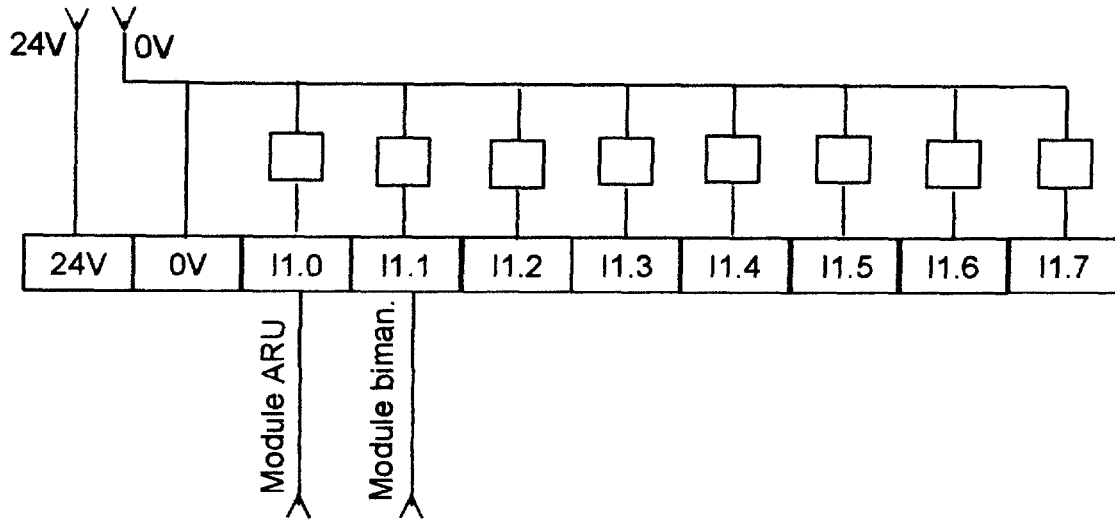 24V 0V
24V 0V I1.0 I1.1 I1.2 I1.3 I1.4 I1.5 I1.6 I1.7
Module ARU
Module biman.